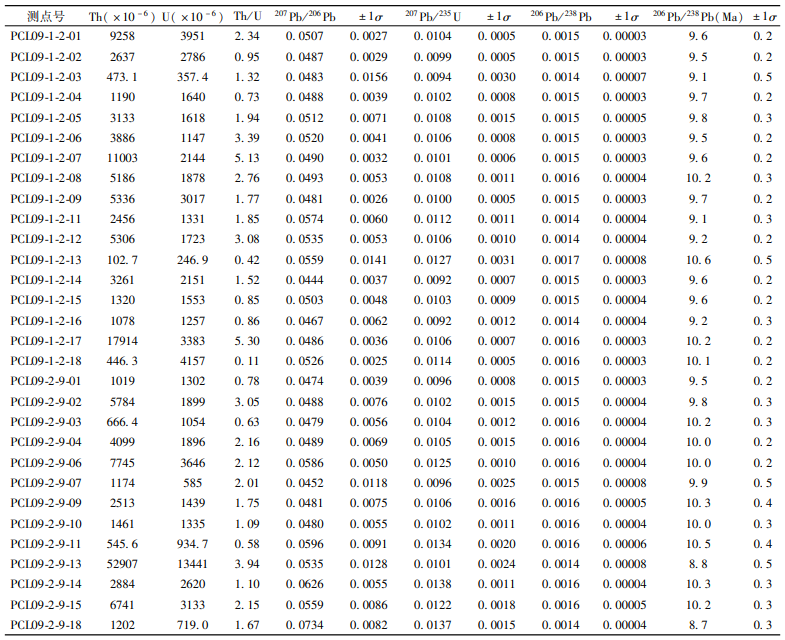 测点号 Th(×10⁻⁶) U(×10⁻⁶) Th/U ²⁰⁷Pb/²⁰⁶Pb ±1σ ²⁰⁷Pb/²³⁵U ±1σ ²⁰⁶Pb/²³⁸Pb ±1σ ²⁰⁶Pb/²³⁸Pb(Ma) ±1σ
PCL09-1-2-01 9258 3951 2.34 0.0507 0.0027 0.0104 0.0005 0.0015 0.00003 9.6 0.2
PCL09-1-2-02 2637 2786 0.95 0.0487 0.0029 0.0099 0.0005 0.0015 0.00003 9.5 0.2
PCL09-1-2-03 473.1 357.4 1.32 0.0483 0.0156 0.0094 0.0030 0.0014 0.00007 9.1 0.5
PCL09-1-2-04 1190 1640 0.73 0.0488 0.0039 0.0102 0.0008 0.0015 0.00003 9.7 0.2
PCL09-1-2-05 3133 1618 1.94 0.0512 0.0071 0.0108 0.0015 0.0015 0.00005 9.8 0.3
PCL09-1-2-06 3886 1147 3.39 0.0520 0.0041 0.0106 0.0008 0.0015 0.00003 9.5 0.2
PCL09-1-2-07 11003 2144 5.13 0.0490 0.0032 0.0101 0.0006 0.0015 0.00003 9.6 0.2
PCL09-1-2-08 5186 1878 2.76 0.0493 0.0053 0.0108 0.0011 0.0016 0.00004 10.2 0.3
PCL09-1-2-09 5336 3017 1.77 0.0481 0.0026 0.0100 0.0005 0.0015 0.00003 9.7 0.2
PCL09-1-2-11 2456 1331 1.85 0.0574 0.0060 0.0112 0.0011 0.0014 0.00004 9.1 0.3
PCL09-1-2-12 5306 1723 3.08 0.0535 0.0053 0.0106 0.0010 0.0014 0.00004 9.2 0.2
PCL09-1-2-13 102.7 246.9 0.42 0.0559 0.0141 0.0127 0.0031 0.0017 0.00008 10.6 0.5
PCL09-1-2-14 3261 2151 1.52 0.0444 0.0037 0.0092 0.0007 0.0015 0.00003 9.6 0.2
PCL09-1-2-15 1320 1553 0.85 0.0503 0.0048 0.0103 0.0009 0.0015 0.00004 9.6 0.2
PCL09-1-2-16 1078 1257 0.86 0.0467 0.0062 0.0092 0.0012 0.0014 0.00004 9.2 0.3
PCL09-1-2-17 17914 3383 5.30 0.0486 0.0036 0.0106 0.0007 0.0016 0.00003 10.2 0.2
PCL09-1-2-18 446.3 4157 0.11 0.0526 0.0025 0.0114 0.0005 0.0016 0.00003 10.1 0.2
PCL09-2-9-01 1019 1302 0.78 0.0474 0.0039 0.0096 0.0008 0.0015 0.00003 9.5 0.2
PCL09-2-9-02 5784 1899 3.05 0.0488 0.0076 0.0102 0.0015 0.0015 0.00004 9.8 0.3
PCL09-2-9-03 666.4 1054 0.63 0.0479 0.0056 0.0104 0.0012 0.0016 0.00004 10.2 0.3
PCL09-2-9-04 4099 1896 2.16 0.0489 0.0069 0.0105 0.0015 0.0016 0.00004 10.0 0.2
PCL09-2-9-06 7745 3646 2.12 0.0586 0.0050 0.0125 0.0010 0.0016 0.00004 10.0 0.2
PCL09-2-9-07 1174 585 2.01 0.0452 0.0118 0.0096 0.0025 0.0015 0.00008 9.9 0.5
PCL09-2-9-09 2513 1439 1.75 0.0481 0.0075 0.0106 0.0016 0.0016 0.00005 10.3 0.4
PCL09-2-9-10 1461 1335 1.09 0.0480 0.0055 0.0102 0.0011 0.0016 0.00004 10.0 0.3
PCL09-2-9-11 545.6 934.7 0.58 0.0596 0.0091 0.0134 0.0020 0.0016 0.00006 10.5 0.4
PCL09-2-9-13 52907 13441 3.94 0.0535 0.0128 0.0101 0.0024 0.0014 0.00008 8.8 0.5
PCL09-2-9-14 2884 2620 1.10 0.0626 0.0055 0.0138 0.0011 0.0016 0.00004 10.3 0.3
PCL09-2-9-15 6741 3133 2.15 0.0559 0.0086 0.0122 0.0018 0.0016 0.00005 10.2 0.3
PCL09-2-9-18 1202 719.0 1.67 0.0734 0.0082 0.0137 0.0015 0.0014 0.00004 8.7 0.3